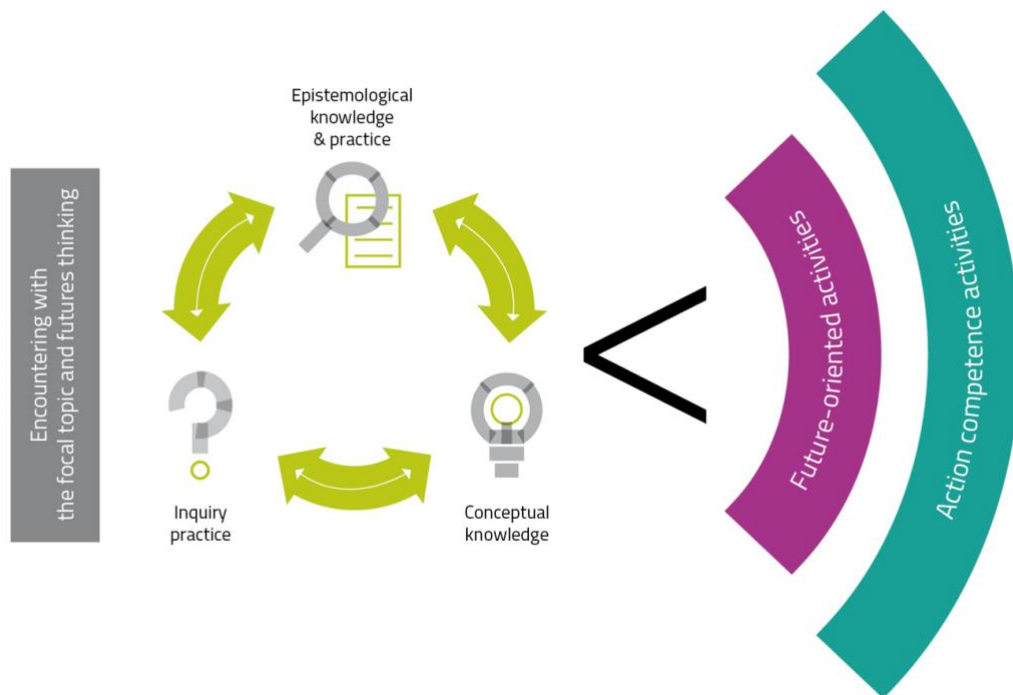 Encountering with
the focal topic and futures thinking
Epistemological
knowledge
& practice
Inquiry
practice
Conceptual
knowledge
Future-oriented activities
Action competence activities